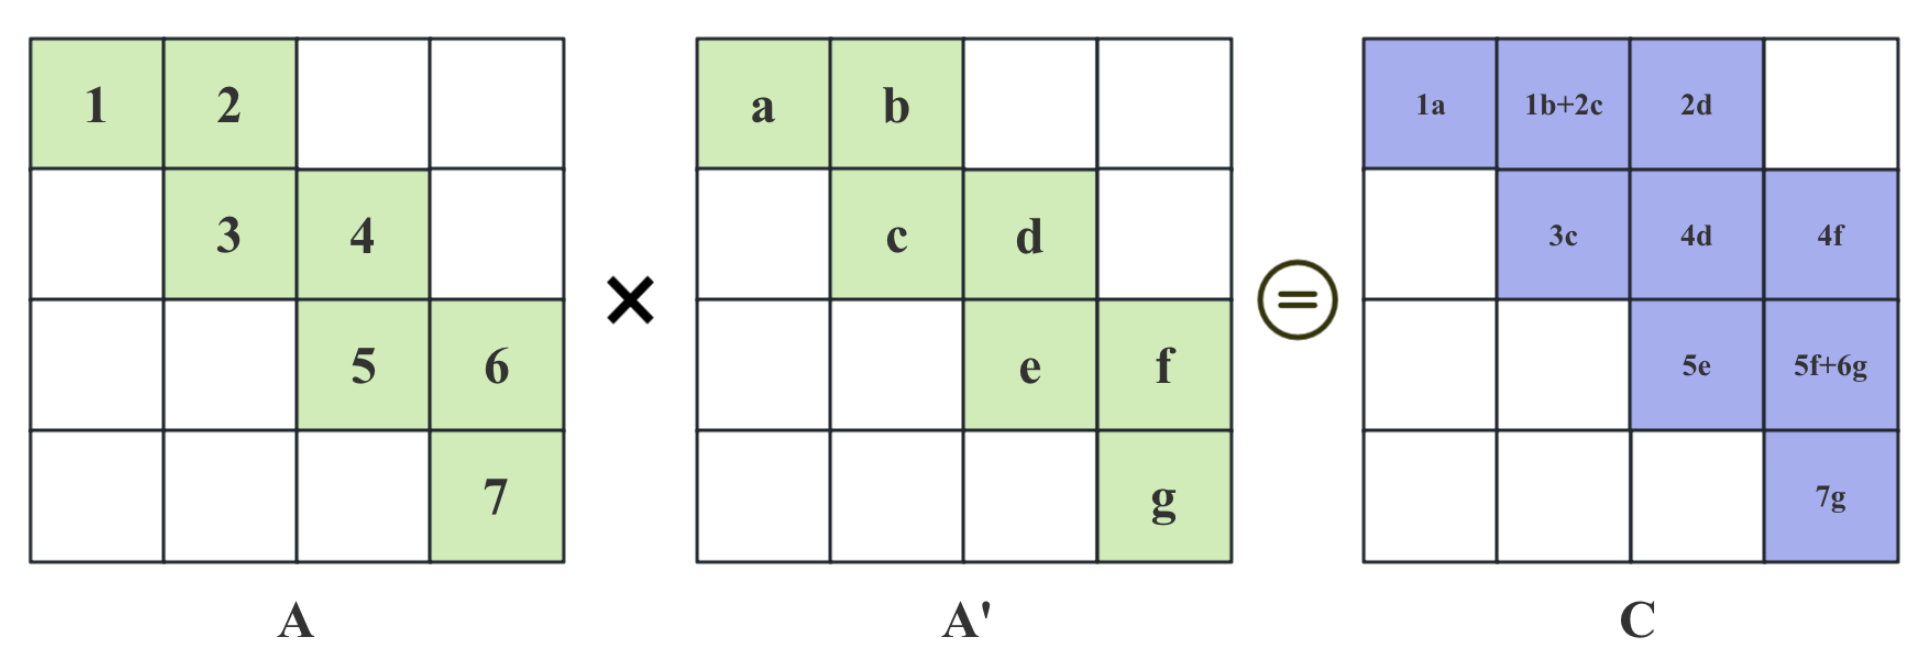 1 2 a b 1a 1b+2c 2d
3 4 c d 3c 4d 4f
× =
5 6 e f 5e 5f+6g
7 g 7g
A A' C